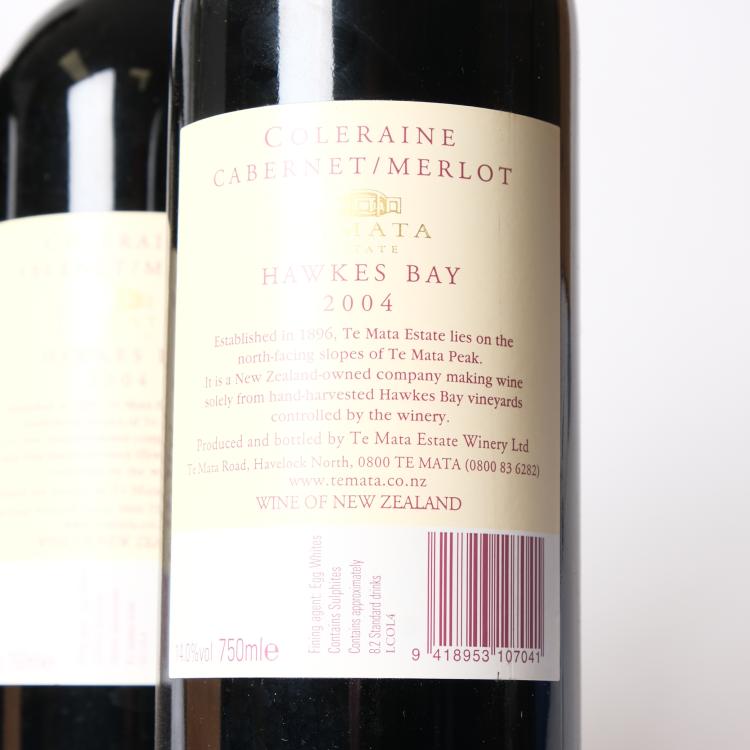 COLERAINE
CABERNET/MERLOT
TE MATA
ESTATE
HAWKES BAY
2004
Established in 1896, Te Mata Estate lies on the
north-facing slopes of Te Mata Peak.
It is a New Zealand-owned company making wine
solely from hand-harvested Hawkes Bay vineyards
controlled by the winery.
Produced and bottled by Te Mata Estate Winery Ltd
Te Mata Road, Havelock North, 0800 TE MATA (0800 83 6282)
www.temata.co.nz
WINE OF NEW ZEALAND
14.0%vol 750mle
Fining agent: Egg Whites
Contains Sulphites
Contains approximately
8.2 Standard drinks
LCOL4
9 418953 107041